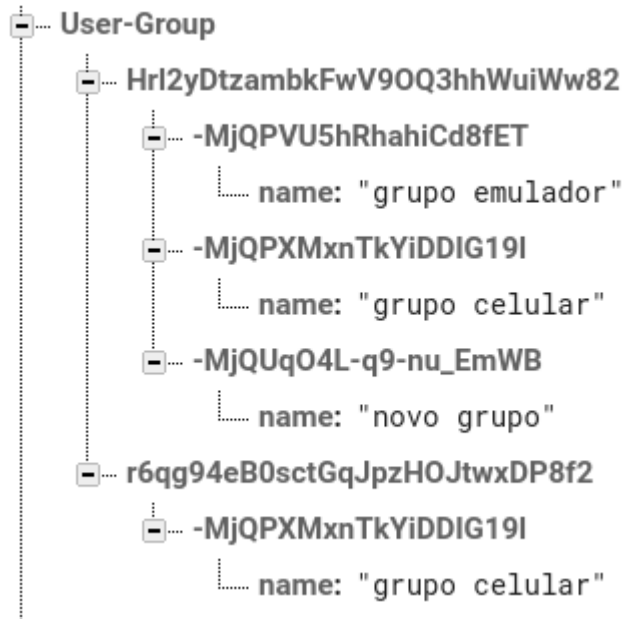 User-Group
Hrl2yDtzambkFwV9OQ3hhWuiWw82
-MjQPVU5hRhahiCd8fET
name: "grupo emulador"
-MjQPXMxnTkYiDDIG19I
name: "grupo celular"
-MjQUqO4L-q9-nu_EmWB
name: "novo grupo"
r6qg94eB0sctGqJpzHOJtwxDP8f2
-MjQPXMxnTkYiDDIG19I
name: "grupo celular"